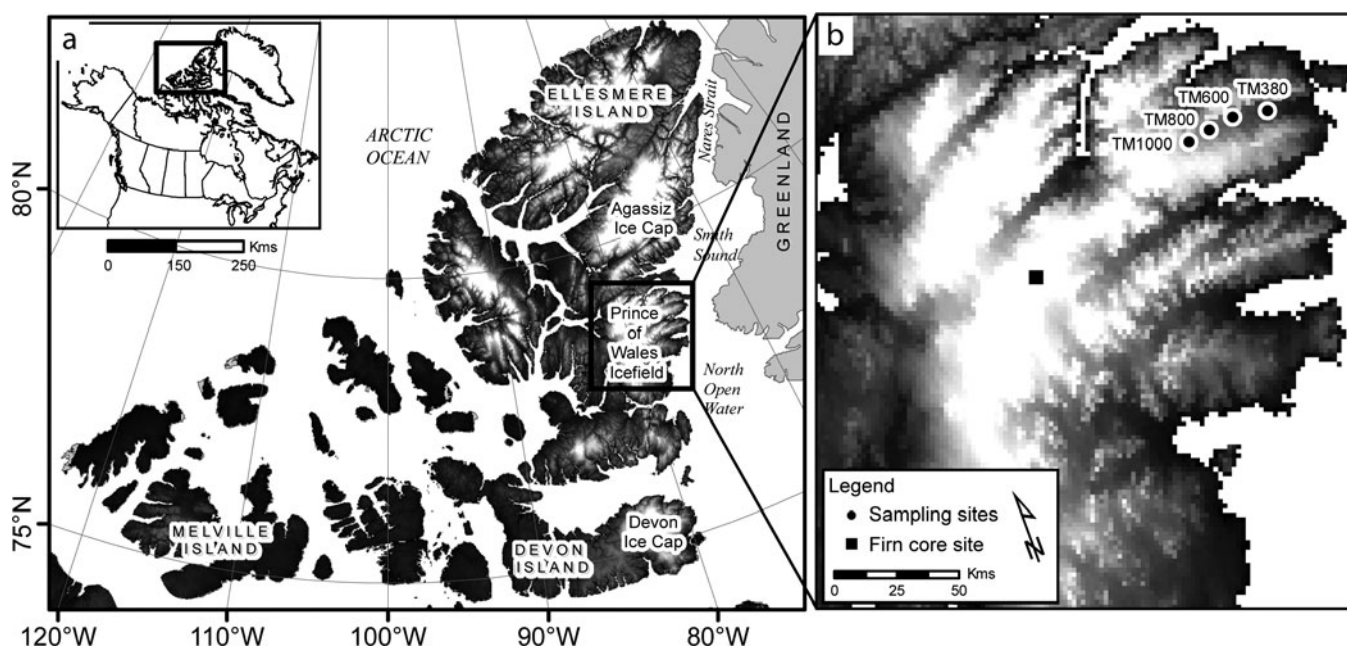 a
ELLESMERE
ISLAND
Nares Strait
ARCTIC
OCEAN
GREENLAND
80°N
Agassiz
Ice Cap
Smith
Sound
Kms
0 150 250
Prince
of
Wales
Icefield
North
Open
Water
75°N
MELVILLE
ISLAND
DEVON
ISLAND
Devon
Ice Cap
120°W 110°W 100°W 90°W 80°W
b
TM380
TM600
TM800
TM1000
Legend
Sampling sites
Firn core site
N
Kms
0 25 50